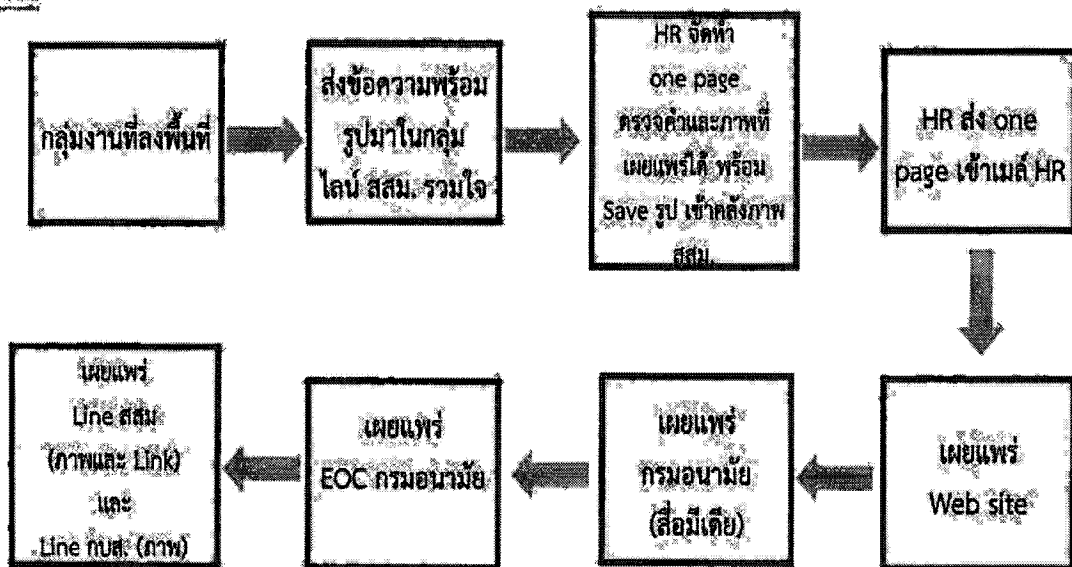 กลุ่มงานที่ลงพื้นที่
ส่งข้อความพร้อม
รูปมาในกลุ่ม
ไลน์ สสม. รวมใจ
HR จัดทำ
one page
ตรวจคำและภาพที่
เผยแพร่ได้ พร้อม
Save รูป เข้าคลังภาพ
สสม.
HR ส่ง one
page เข้าเมล์ HR
เผยแพร่
Web site
เผยแพร่
กรมอนามัย
(สื่อมีเดีย)
เผยแพร่
EOC กรมอนามัย
เผยแพร่
Line สสม
(ภาพและ Link)
และ
Line กบส. (ภาพ)